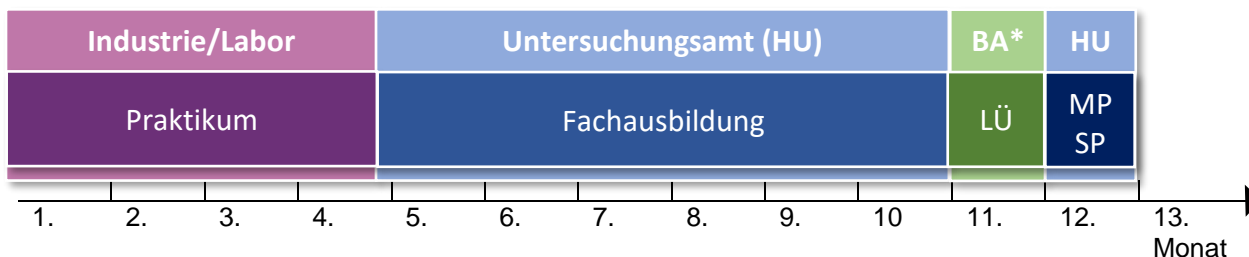 Industrie/Labor Untersuchungsamt (HU) BA* HU
Praktikum Fachausbildung LÜ MP
SP
1. 2. 3. 4. 5. 6. 7. 8. 9. 10 11. 12. 13.
Monat